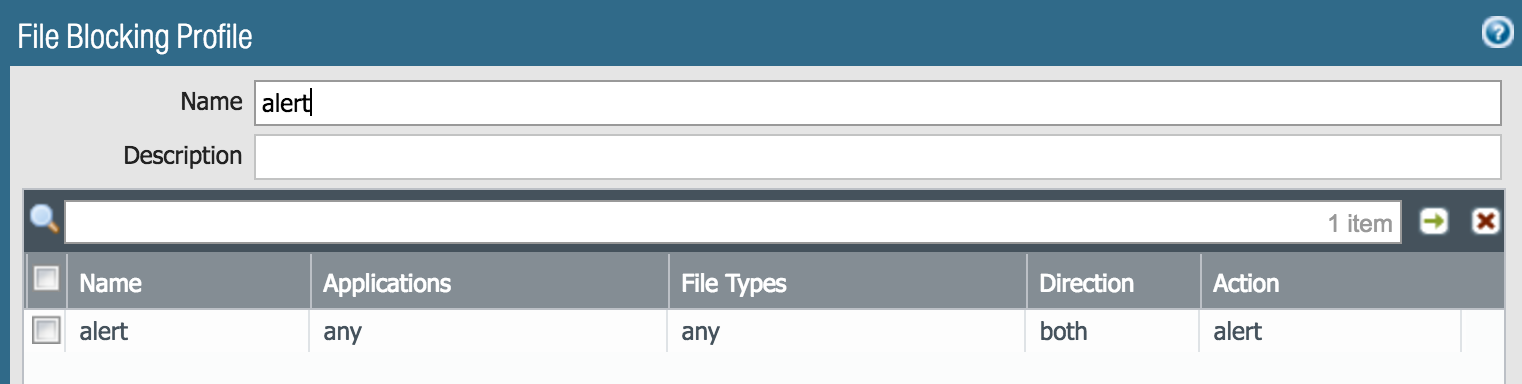 File Blocking Profile ?
Name alert
Description
1 item
Name Applications File Types Direction Action
alert any any both alert